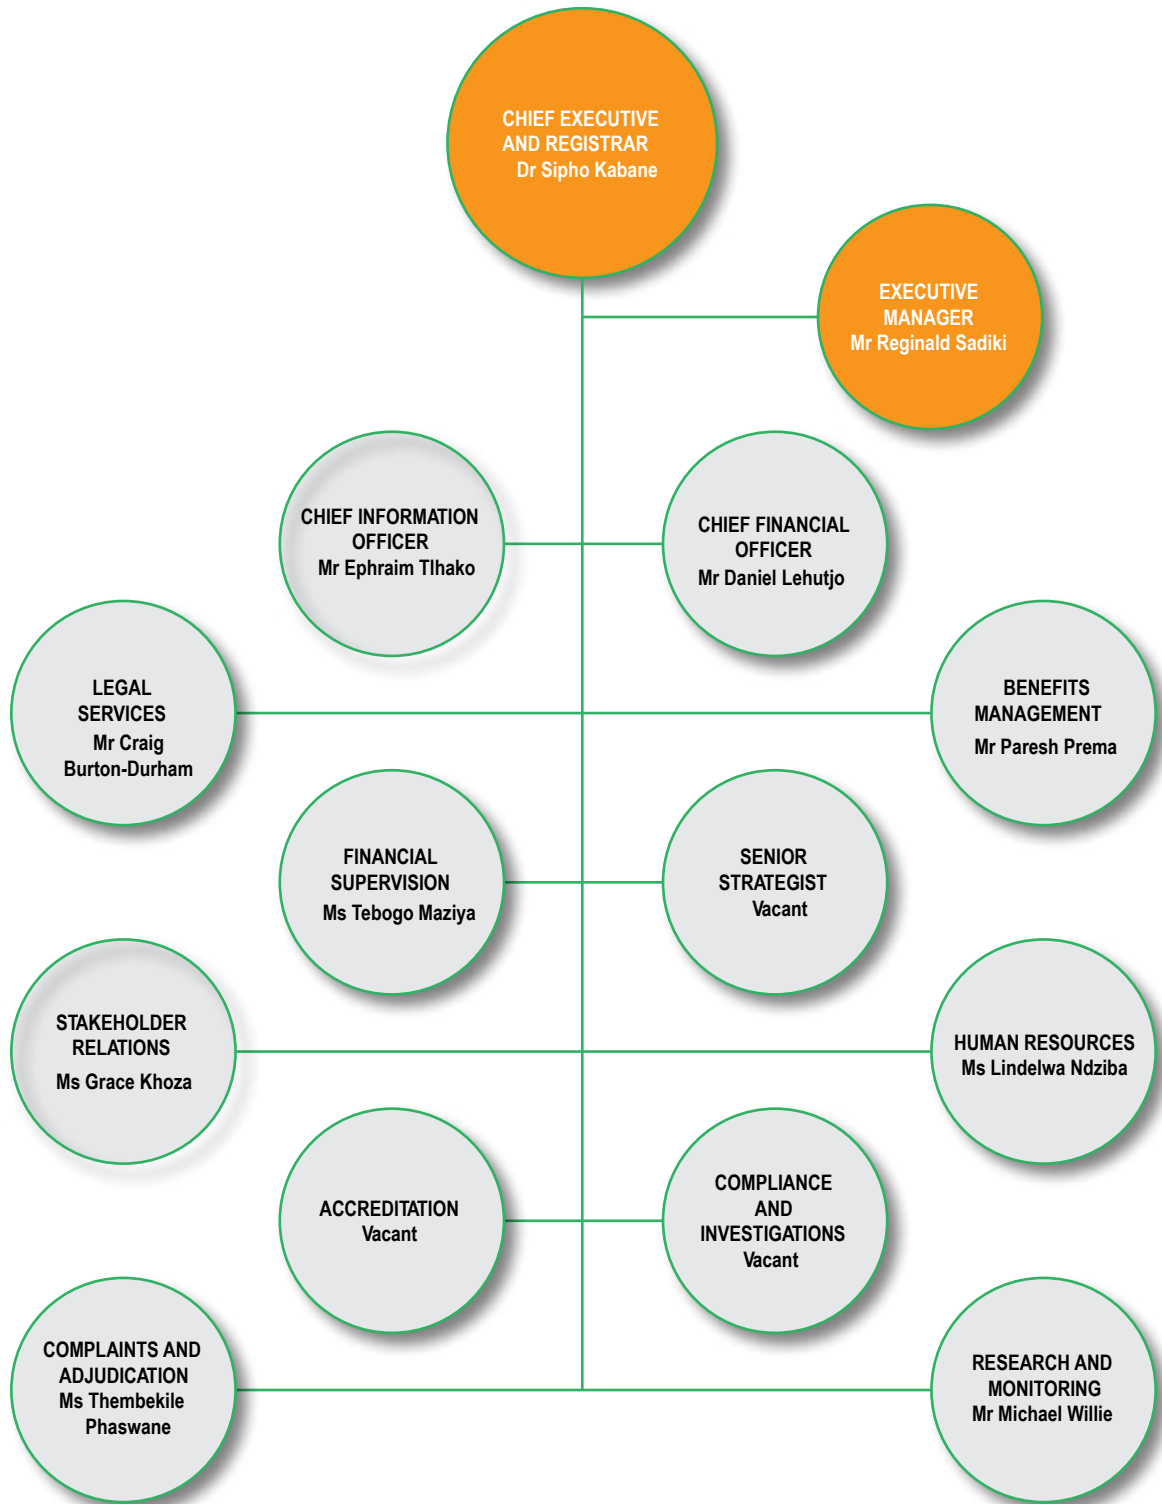 CHIEF EXECUTIVE
AND REGISTRAR
Dr Sipho Kabane
EXECUTIVE
MANAGER
Mr Reginald Sadiki
CHIEF INFORMATION
OFFICER
Mr Ephraim Tlhako
CHIEF FINANCIAL
OFFICER
Mr Daniel Lehutjo
LEGAL
SERVICES
Mr Craig
Burton-Durham
BENEFITS
MANAGEMENT
Mr Paresh Prema
FINANCIAL
SUPERVISION
Ms Tebogo Maziya
SENIOR
STRATEGIST
Vacant
STAKEHOLDER
RELATIONS
Ms Grace Khoza
HUMAN RESOURCES
Ms Lindelwa Ndziba
ACCREDITATION
Vacant
COMPLIANCE
AND
INVESTIGATIONS
Vacant
COMPLAINTS AND
ADJUDICATION
Ms Thembekile
Phaswane
RESEARCH AND
MONITORING
Mr Michael Willie